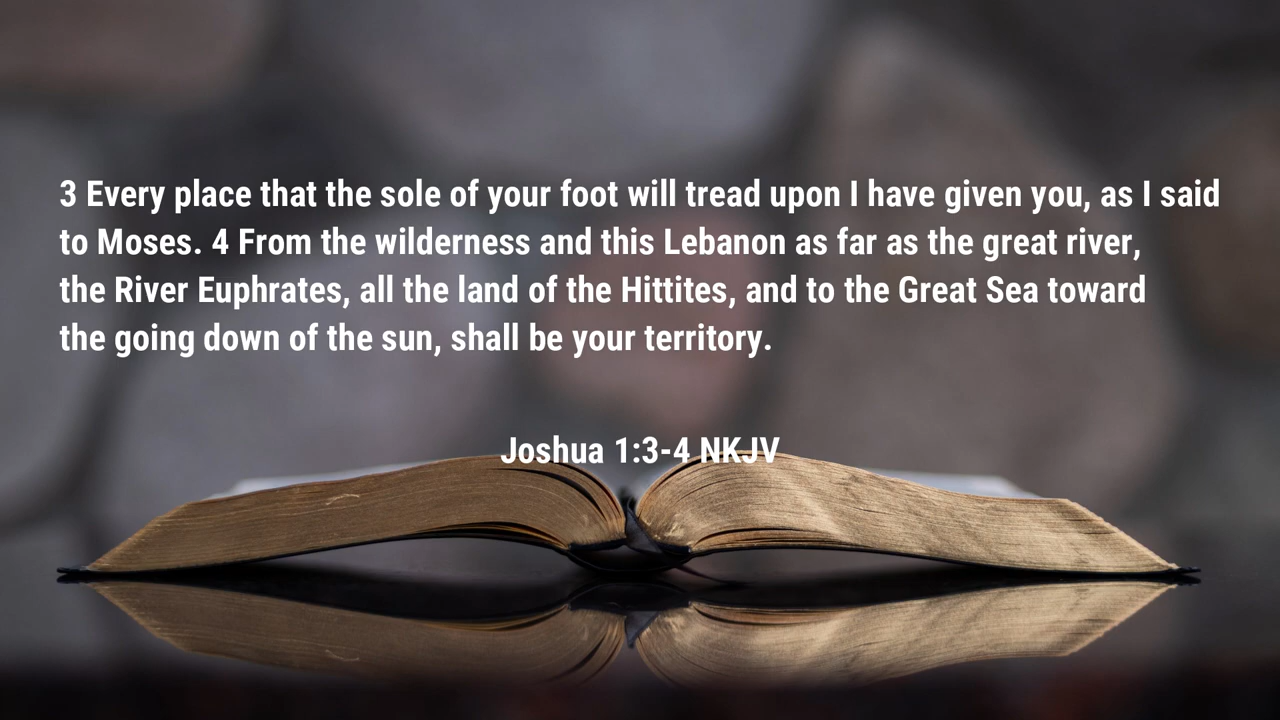 3 Every place that the sole of your foot will tread upon I have given you, as I said
to Moses. 4 From the wilderness and this Lebanon as far as the great river,
the River Euphrates, all the land of the Hittites, and to the Great Sea toward
the going down of the sun, shall be your territory.
Joshua 1:3-4 NKJV